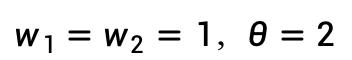 w₁ = w₂ = 1, θ = 2